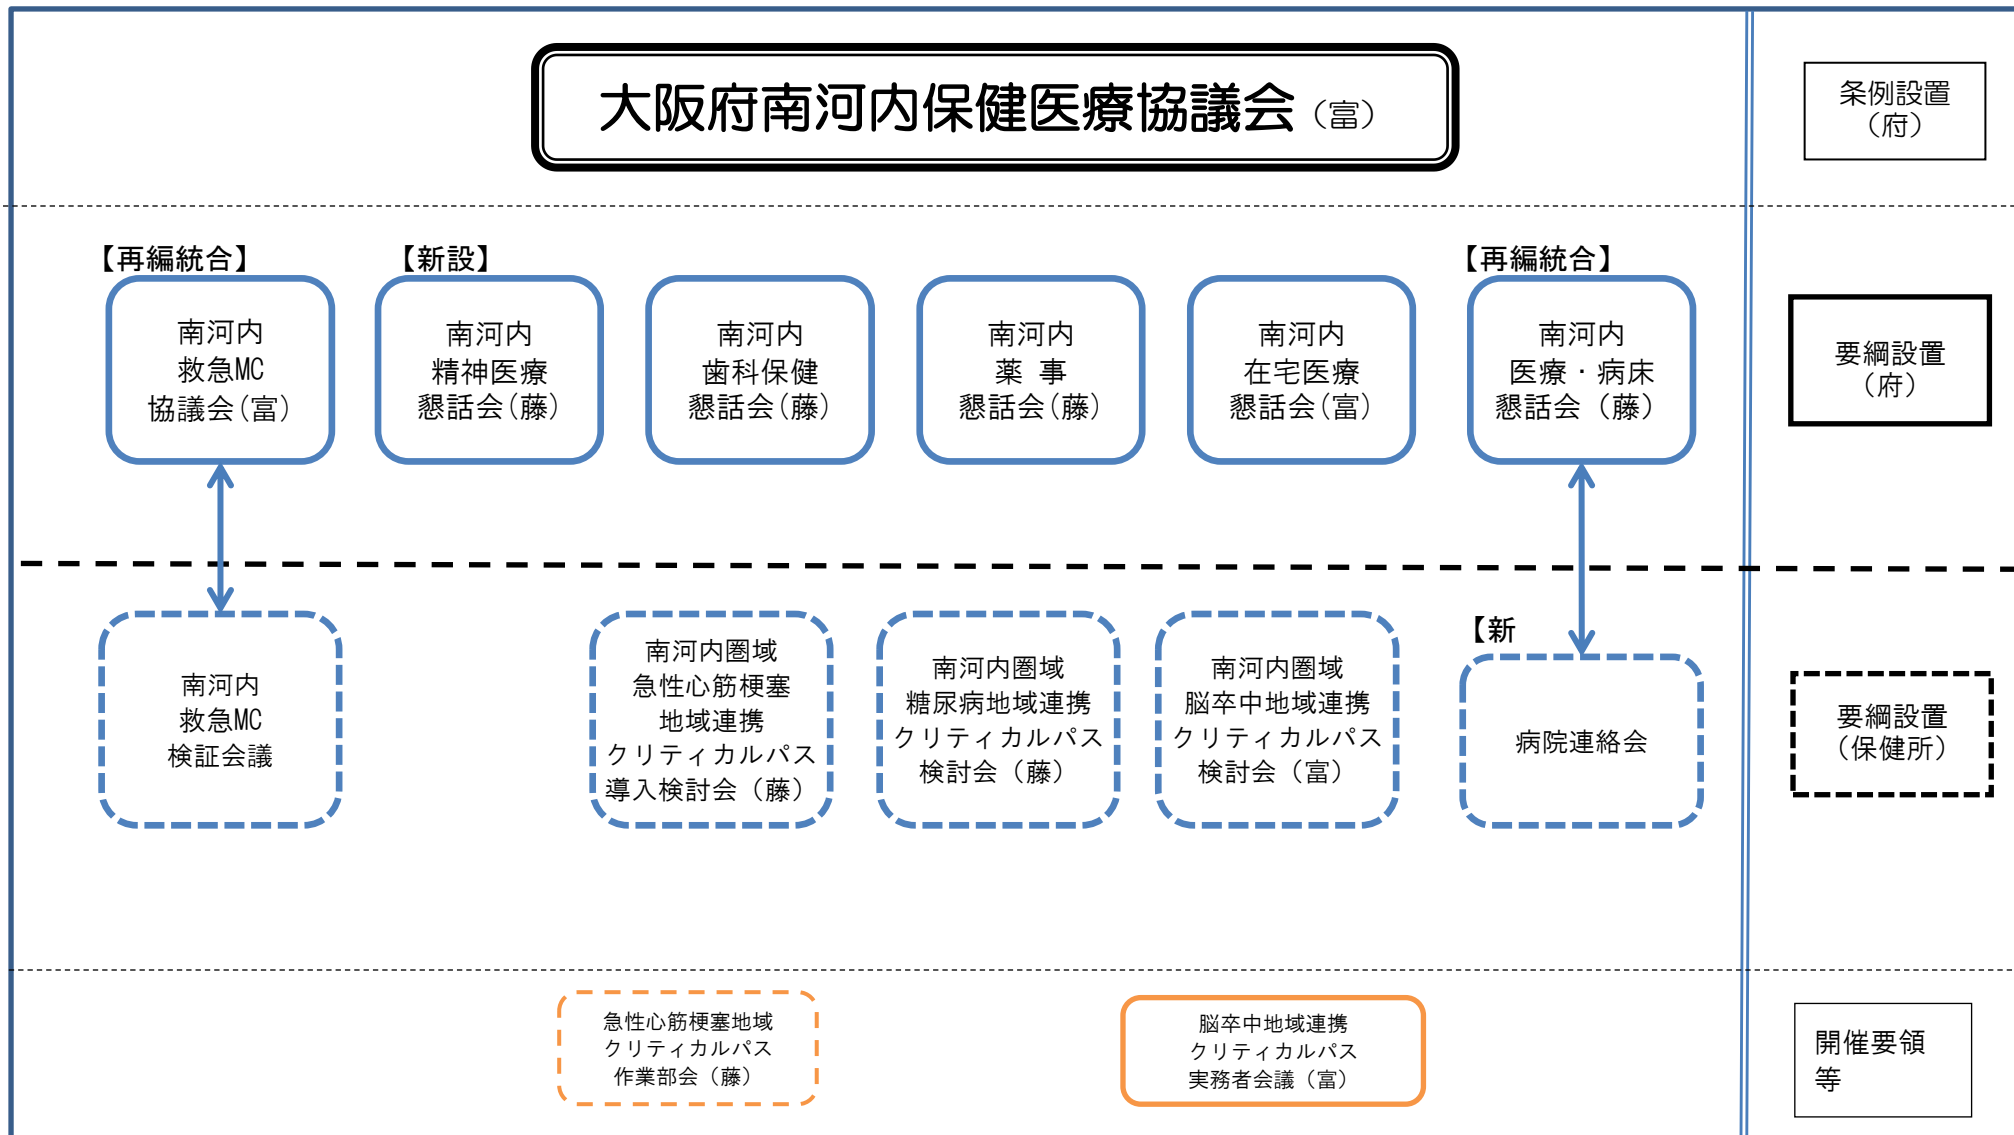 大阪府南河内保健医療協議会（富）
条例設置
（府）
【再編統合】
南河内
救急MC
協議会(富)
【新設】
南河内
精神医療
懇話会(藤)
南河内
歯科保健
懇話会(藤)
南河内
薬 事
懇話会(藤)
南河内
在宅医療
懇話会(富)
【再編統合】
南河内
医療・病床
懇話会（藤）
要綱設置
（府）
南河内
救急MC
検証会議
南河内圏域
急性心筋梗塞
地域連携
クリティカルパス
導入検討会（藤）
南河内圏域
糖尿病地域連携
クリティカルパス
検討会（藤）
南河内圏域
脳卒中地域連携
クリティカルパス
検討会（富）
【新
病院連絡会
要綱設置
（保健所）
急性心筋梗塞地域
クリティカルパス
作業部会（藤）
脳卒中地域連携
クリティカルパス
実務者会議（富）
開催要領
等